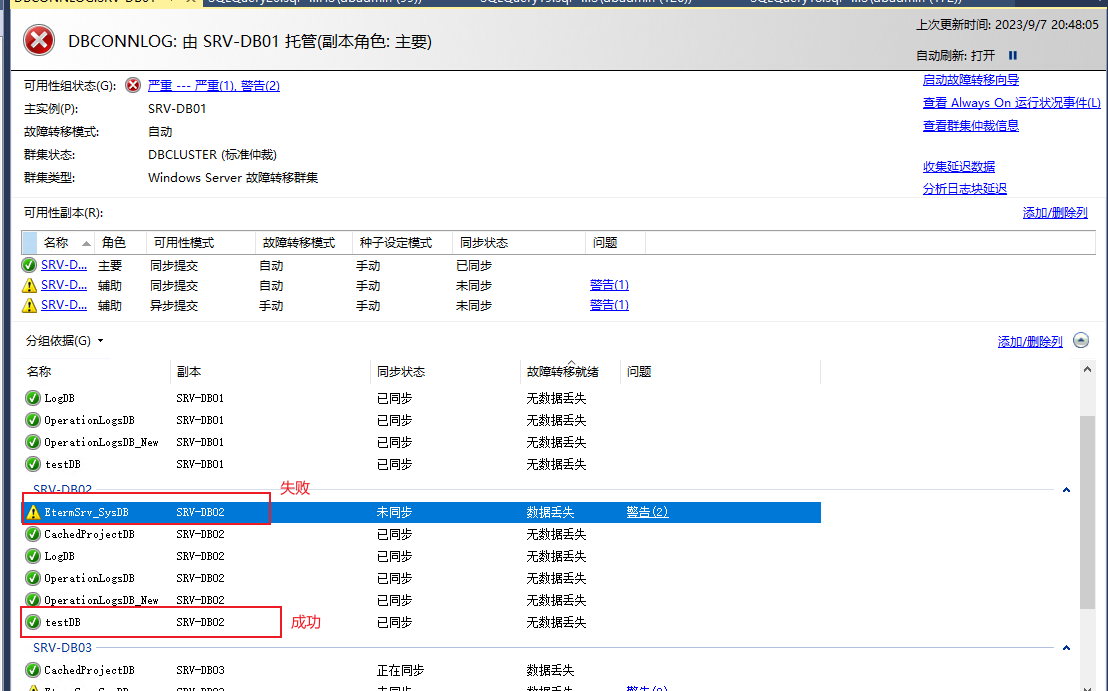 上次更新时间: 2023/9/7 20:48:05
DBCONNLOG: 由 SRV-DB01 托管(副本角色: 主要)
自动刷新: 打开
可用性组状态(G): 严重 --- 严重(1), 警告(2)
启动故障转移向导
主实例(P): SRV-DB01
查看 Always On 运行状况事件(L)
故障转移模式: 自动
查看群集仲裁信息
群集状态: DBCLUSTER (标准仲裁)
收集延迟数据
群集类型: Windows Server 故障转移群集
分析日志块延迟
可用性副本(R): 添加/删除列
名称 角色 可用性模式 故障转移模式 种子设定模式 同步状态 问题
SRV-D... 主要 同步提交 自动 手动 已同步
SRV-D... 辅助 同步提交 自动 手动 未同步 警告(1)
SRV-D... 辅助 异步提交 手动 手动 未同步 警告(1)
分组依据(G) 添加/删除列
名称 副本 同步状态 故障转移就绪 问题
LogDB SRV-DB01 已同步 无数据丢失
OperationLogsDB SRV-DB01 已同步 无数据丢失
OperationLogsDB_New SRV-DB01 已同步 无数据丢失
testDB SRV-DB01 已同步 无数据丢失
SRV-DB02 失败
EtermSrv_SysDB SRV-DB02 未同步 数据丢失 警告(2)
CachedProjectDB SRV-DB02 已同步 无数据丢失
LogDB SRV-DB02 已同步 无数据丢失
OperationLogsDB SRV-DB02 已同步 无数据丢失
OperationLogsDB_New SRV-DB02 已同步 无数据丢失
testDB SRV-DB02 已同步 无数据丢失 成功
SRV-DB03
CachedProjectDB SRV-DB03 正在同步 数据丢失